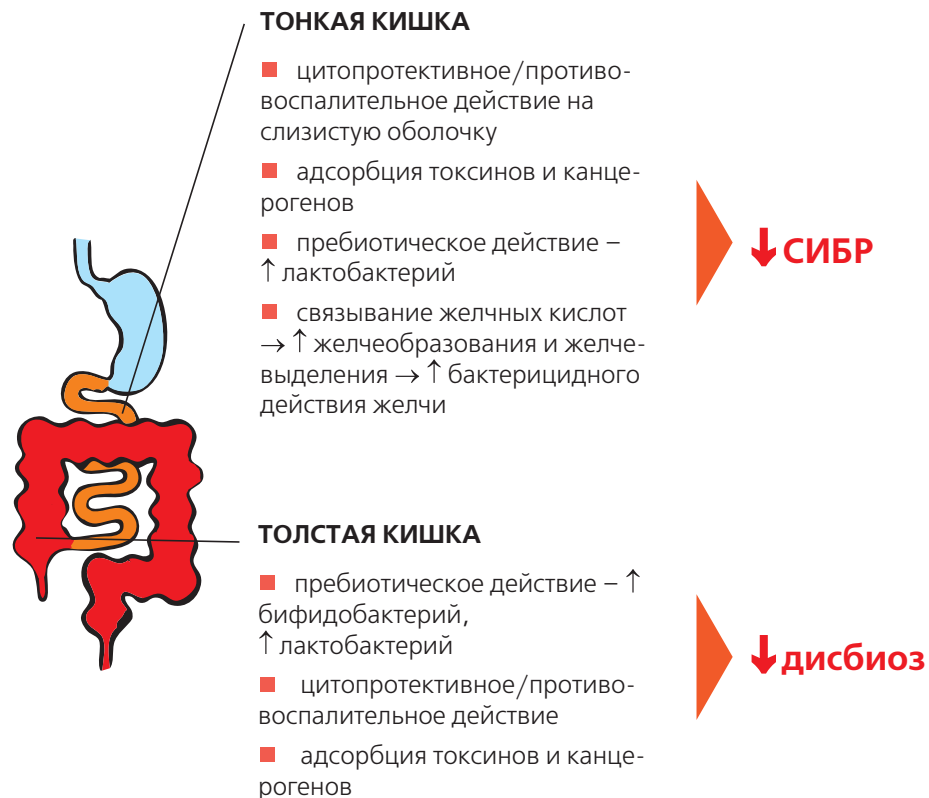 ТОНКАЯ КИШКА
■ цитопротективное/противо-
воспалительное действие на
слизистую оболочку
■ адсорбция токсинов и канце-
рогенов
■ пребиотическое действие –
↑ лактобактерий
■ связывание желчных кислот
→ ↑ желчеобразования и желче-
выделения → ↑ бактерицидного
действия желчи
↓ СИБР
ТОЛСТАЯ КИШКА
■ пребиотическое действие – ↑
бифидобактерий,
↑ лактобактерий
■ цитопротективное/противо-
воспалительное действие
■ адсорбция токсинов и канце-
рогенов
↓ дисбиоз